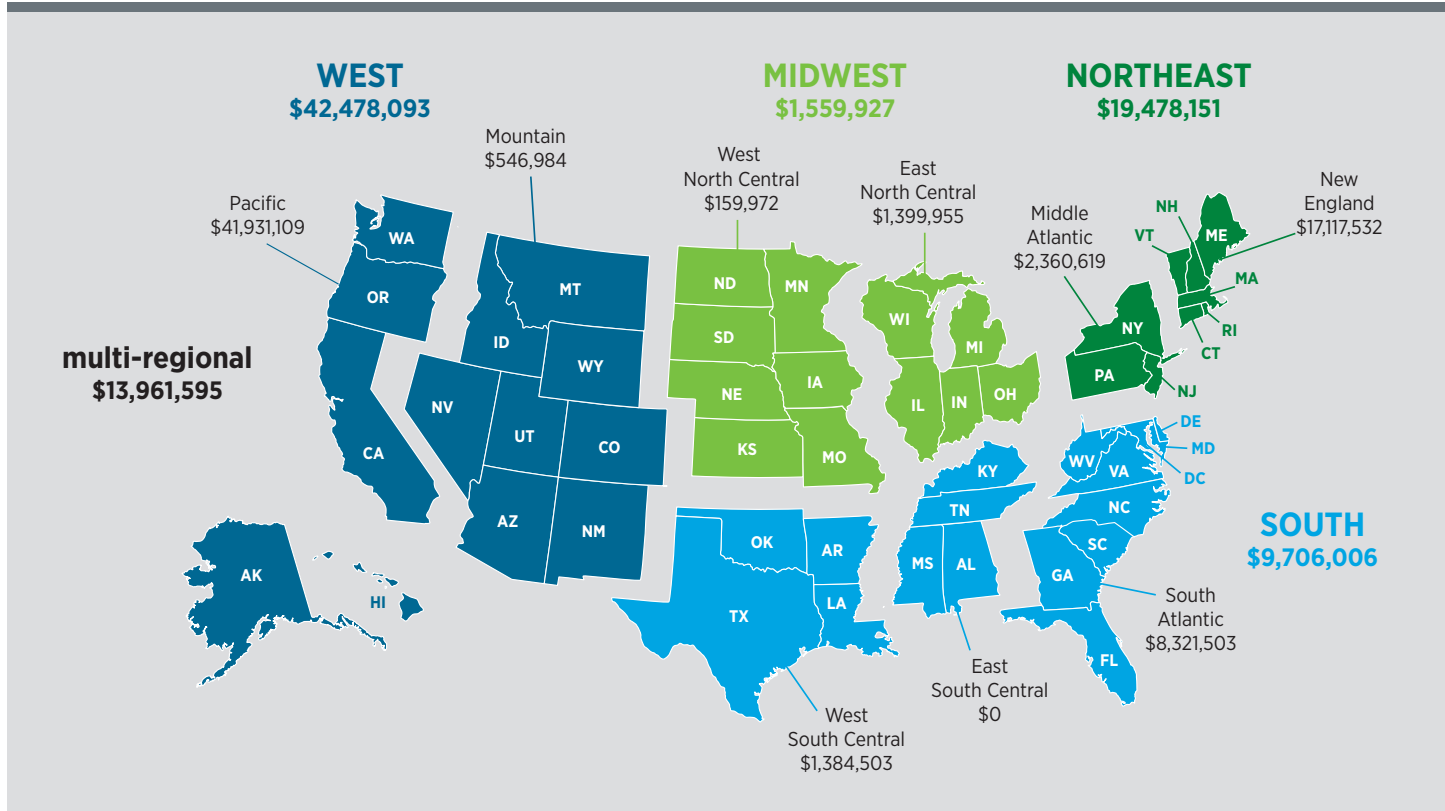 WEST
$42,478,093
MIDWEST
$1,559,927
NORTHEAST
$19,478,151
Mountain
$546,984
Pacific
$41,931,109
West
North Central
$159,972
East
North Central
$1,399,955
Middle
Atlantic
$2,360,619
New
England
$17,117,532
multi-regional
$13,961,595
WA
OR
CA
NV
ID
MT
WY
UT
CO
AZ
NM
AK
HI
ND
SD
NE
KS
MN
IA
MO
WI
MI
IL
IN
OH
NH
VT
ME
MA
RI
CT
NY
PA
NJ
DE
MD
DC
WV
VA
KY
TN
NC
SC
GA
FL
MS
AL
OK
AR
TX
LA
SOUTH
$9,706,006
South
Atlantic
$8,321,503
East
South Central
$0
West
South Central
$1,384,503